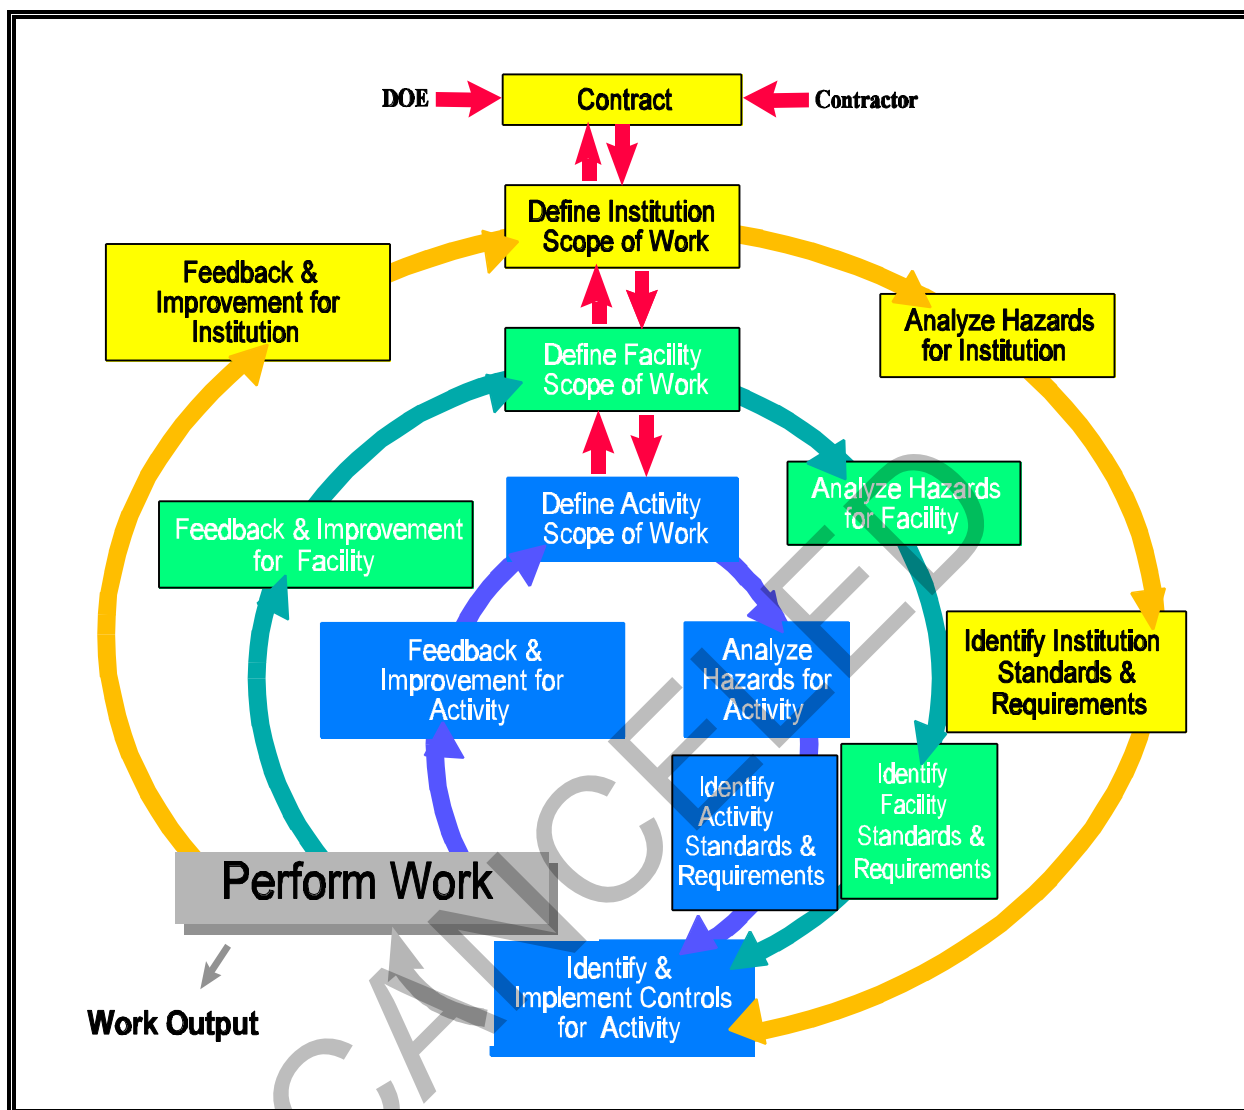 DOE
Contract
Contractor
Define Institution
Scope of Work
Feedback &
Improvement for
Institution
Analyze Hazards
for Institution
Define Facility
Scope of Work
Analyze Hazards
for Facility
Define Activity
Scope of Work
Feedback & Improvement
for Facility
Feedback &
Improvement for
Activity
Analyze
Hazards for
Activity
Identify Institution
Standards &
Requirements
Identify
Activity
Standards &
Requirements
Identify
Facility
Standards &
Requirements
Perform Work
Identify &
Implement Controls
for Activity
Work Output
CANCELED